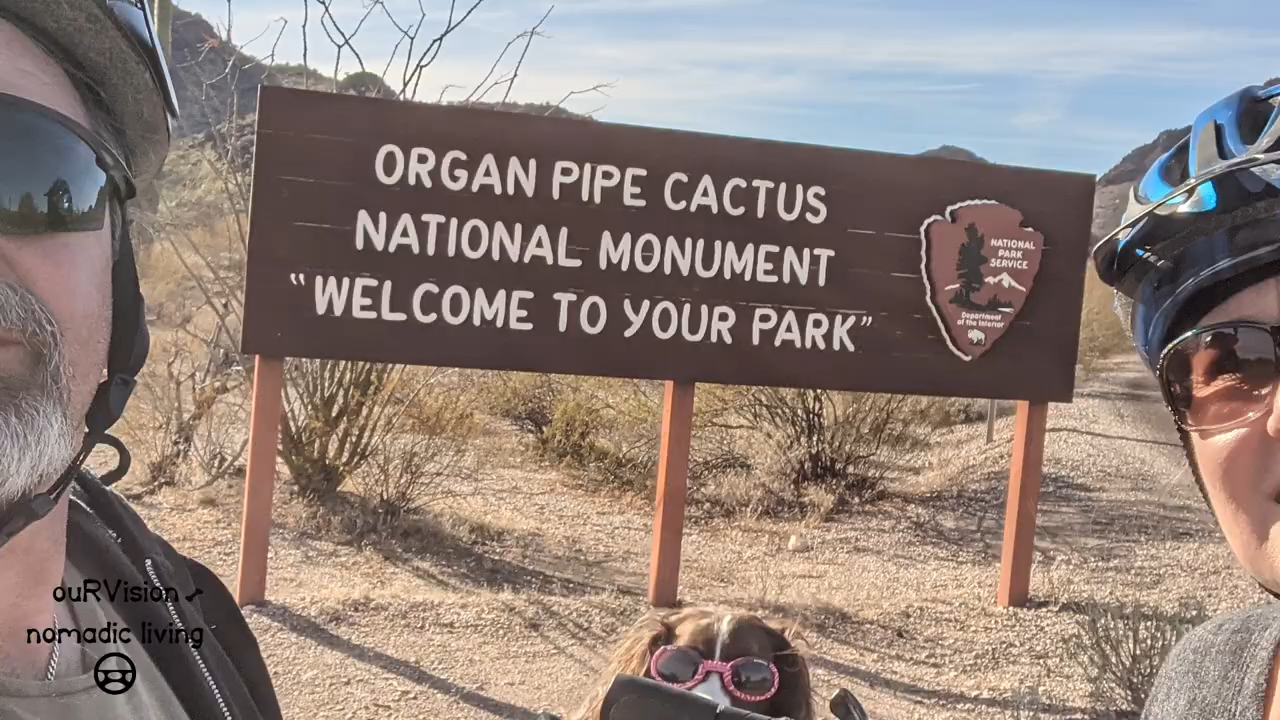 ORGAN PIPE CACTUS
NATIONAL MONUMENT
"WELCOME TO YOUR PARK"
NATIONAL
PARK
SERVICE
Department
of the Interior
ouRVision
nomadic living